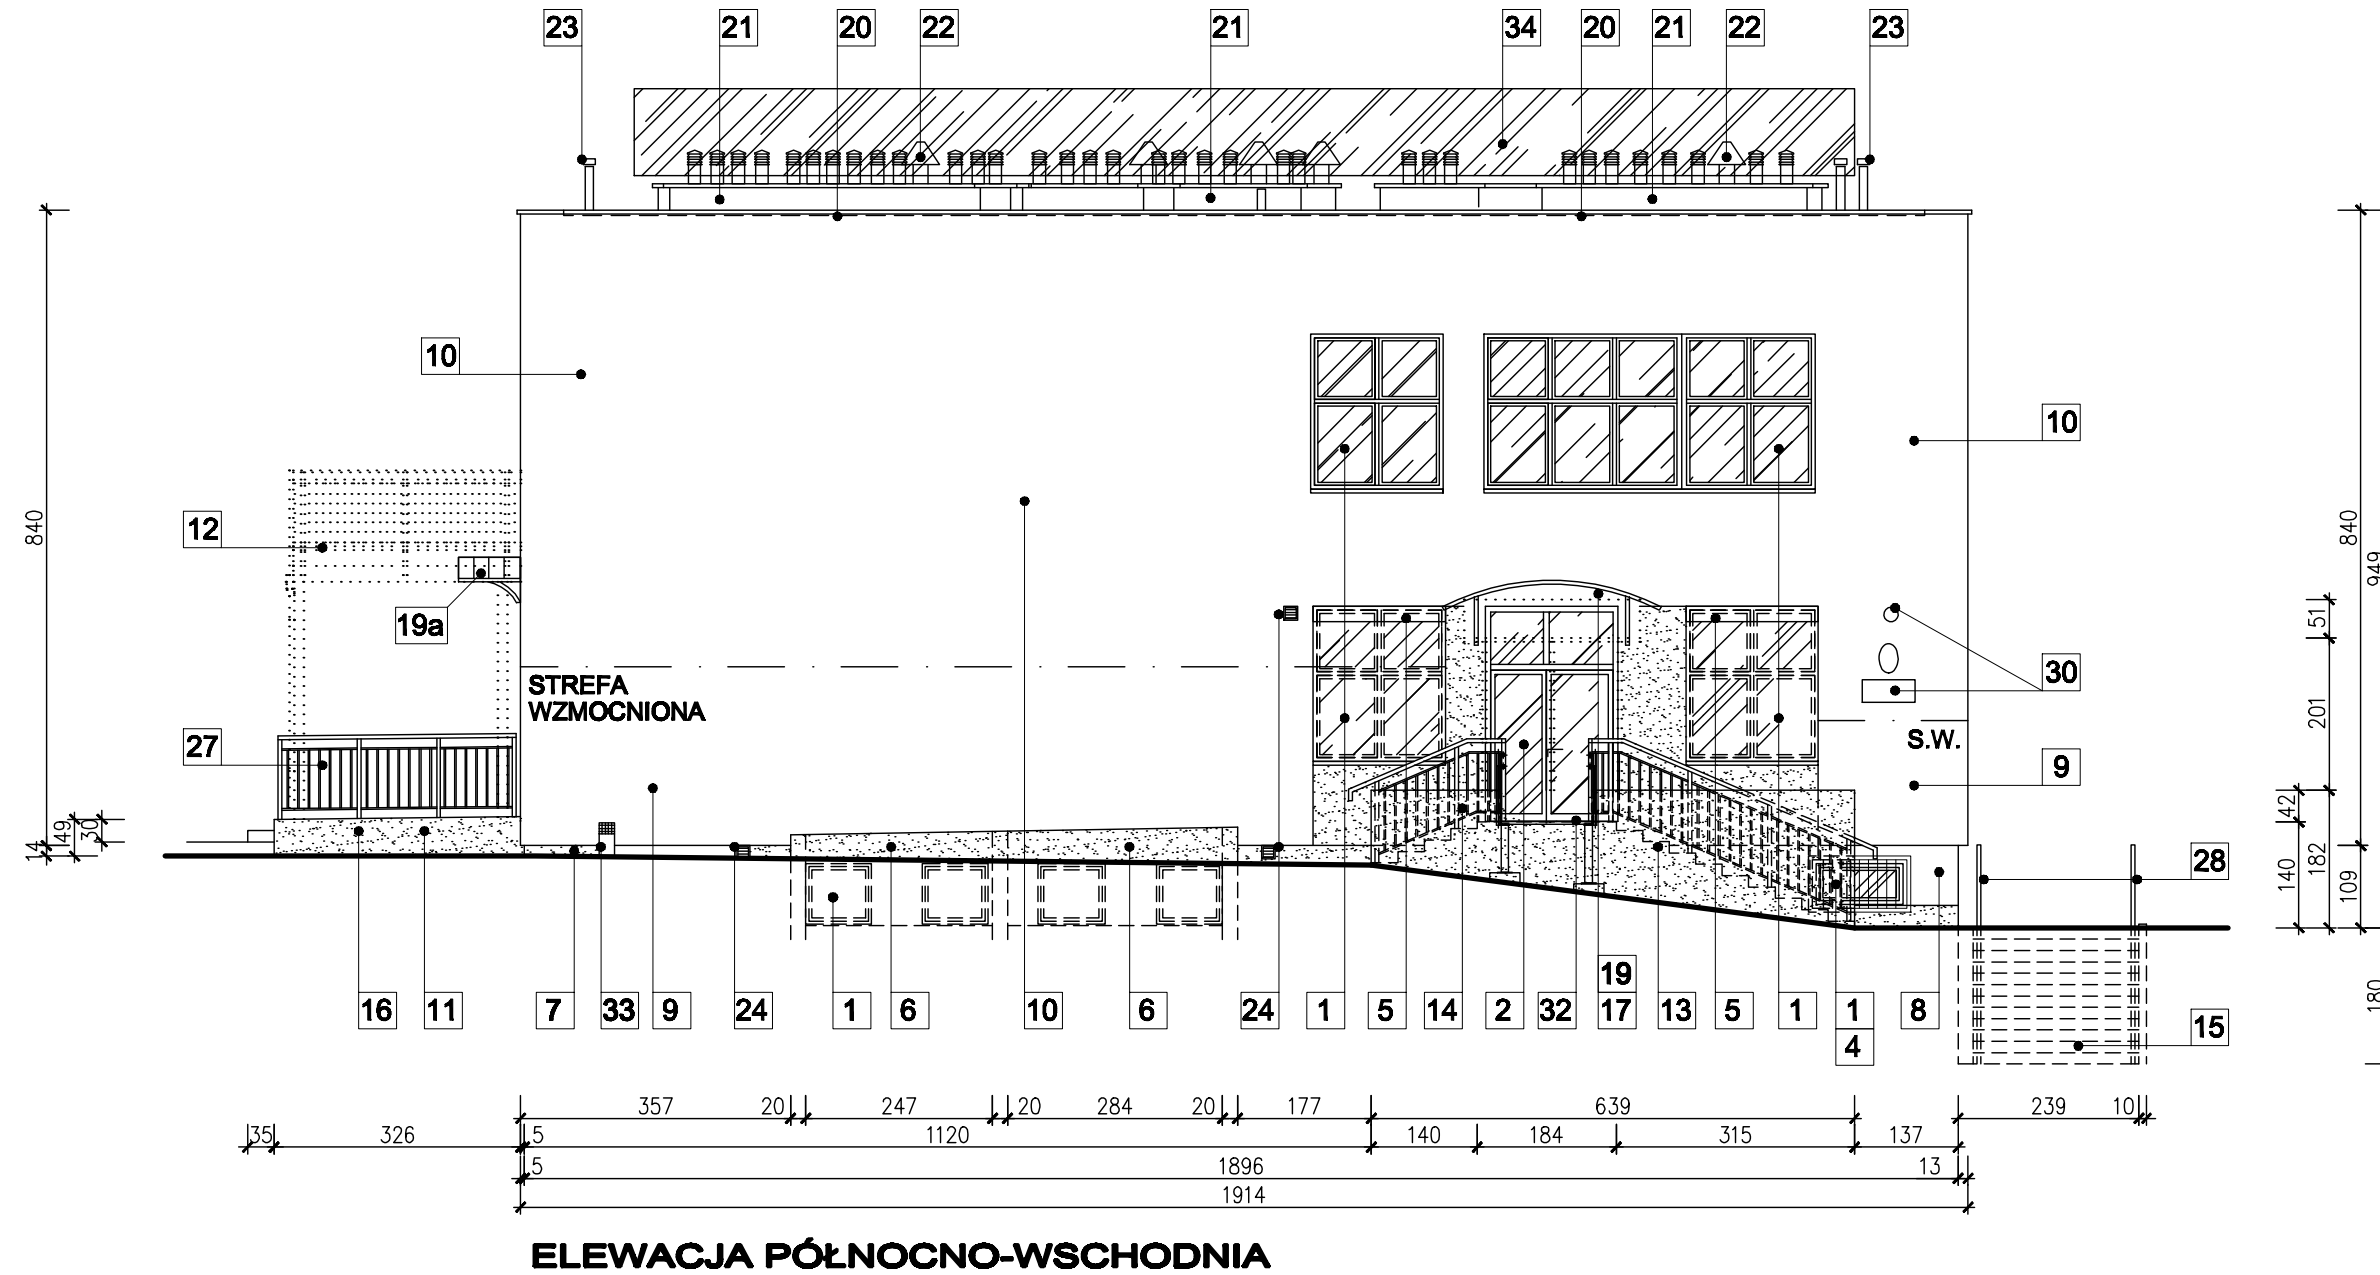 23 21 20 22 21 34 20 21 22 23
10
10
12
840
840
949
19a
51
30
STREFA
WZMOCNIONA
201
27
S.W.
9
42
14 49 30
140 182 109
28
16 11 7 33 9 24 1 6 10 6 24 1 5 14 2 32 19 13 5 1 1 8
17
4
180
15
357 20 247 20 284 20 177 639 239 10
35 326 5 1120 140 184 315 137
5 1896 13
1914
ELEWACJA PÓŁNOCNO-WSCHODNIA